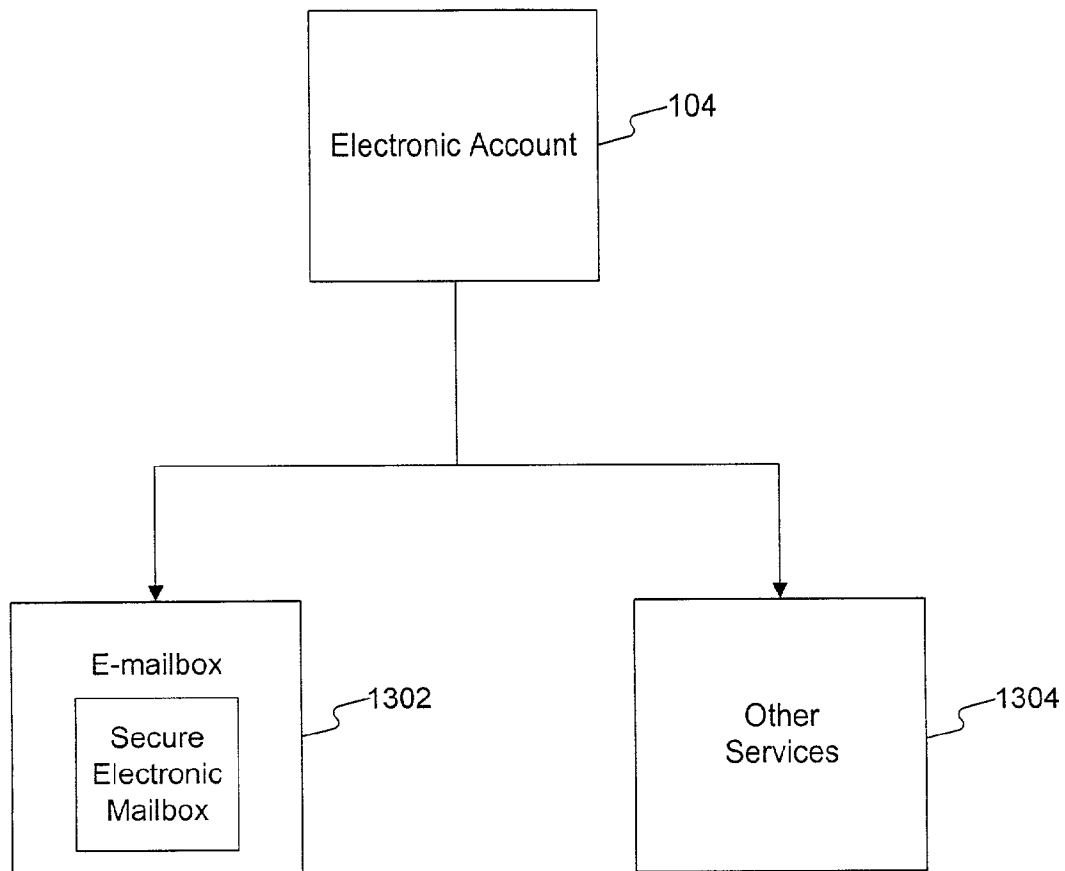 Electronic Account
104
E-mailbox
Secure
Electronic
Mailbox
1302
Other
Services
1304